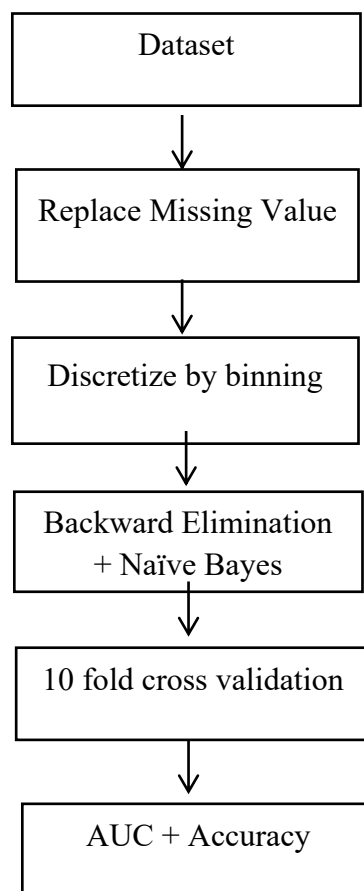 Dataset
Replace Missing Value
Discretize by binning
Backward Elimination
+ Naïve Bayes
10 fold cross validation
AUC + Accuracy